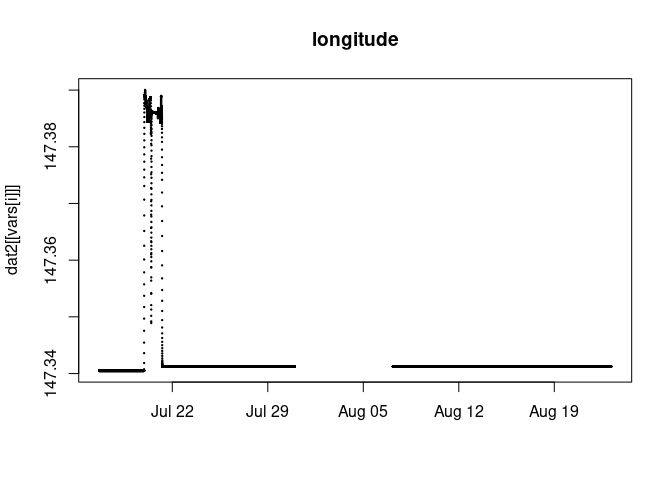 longitude
dat2[[vars[i]]]
147.38
147.36
147.34
Jul 22
Jul 29
Aug 05
Aug 12
Aug 19